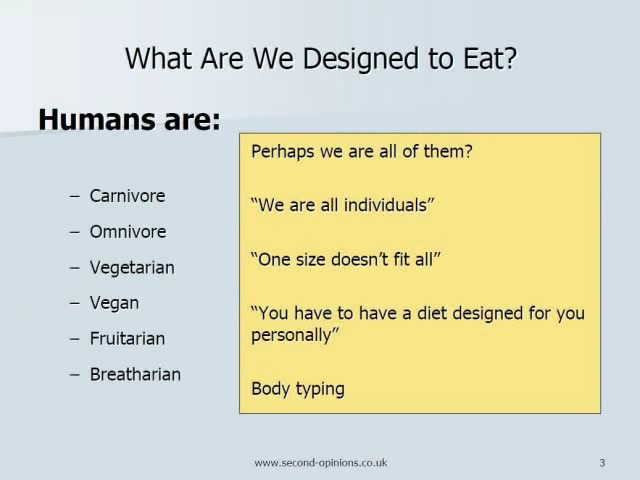 What Are We Designed to Eat?
Humans are:
– Carnivore
– Omnivore
– Vegetarian
– Vegan
– Fruitarian
– Breatharian
Perhaps we are all of them?
“We are all individuals”
“One size doesn’t fit all”
“You have to have a diet designed for you
personally”
Body typing
www.second-opinions.co.uk
3